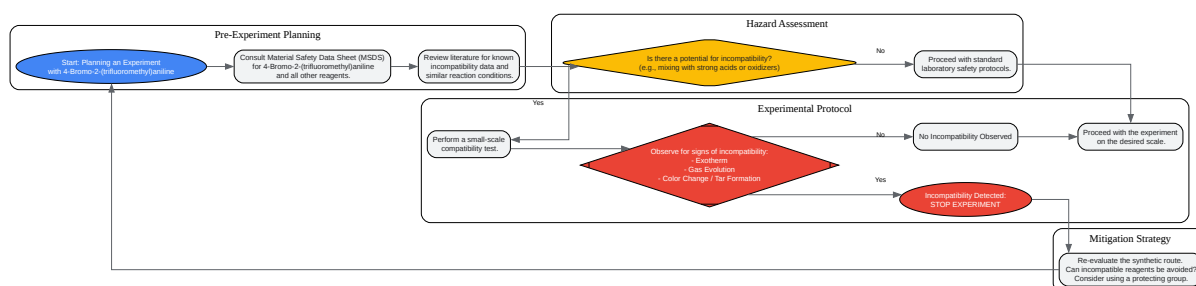 Pre-Experiment Planning
Start: Planning an Experiment
with 4-Bromo-2-(trifluoromethyl)aniline
Consult Material Safety Data Sheet (MSDS)
for 4-Bromo-2-(trifluoromethyl)aniline
and all other reagents.
Review literature for known
incompatibility data and
similar reaction conditions.
Hazard Assessment
Is there a potential for incompatibility?
(e.g., mixing with strong acids or oxidizers)
No
Proceed with standard
laboratory safety protocols.
Yes
Experimental Protocol
Perform a small-scale
compatibility test.
Observe for signs of incompatibility:
- Exotherm
- Gas Evolution
- Color Change / Tar Formation
No
No Incompatibility Observed
Proceed with the experiment
on the desired scale.
Yes
Incompatibility Detected:
STOP EXPERIMENT
Mitigation Strategy
Re-evaluate the synthetic route.
Can incompatible reagents be avoided?
Consider using a protecting group.